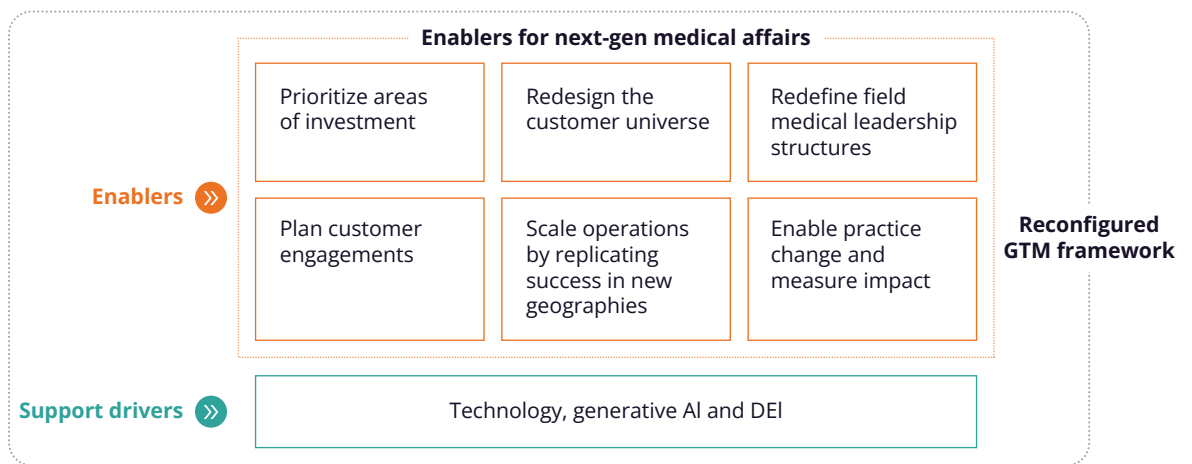 Enablers for next-gen medical affairs
Prioritize areas
of investment
Redesign the
customer universe
Redefine field
medical leadership
structures
Enablers
Plan customer
engagements
Scale operations
by replicating
success in new
geographies
Enable practice
change and
measure impact
Reconfigured
GTM framework
Support drivers
Technology, generative AI and DEI